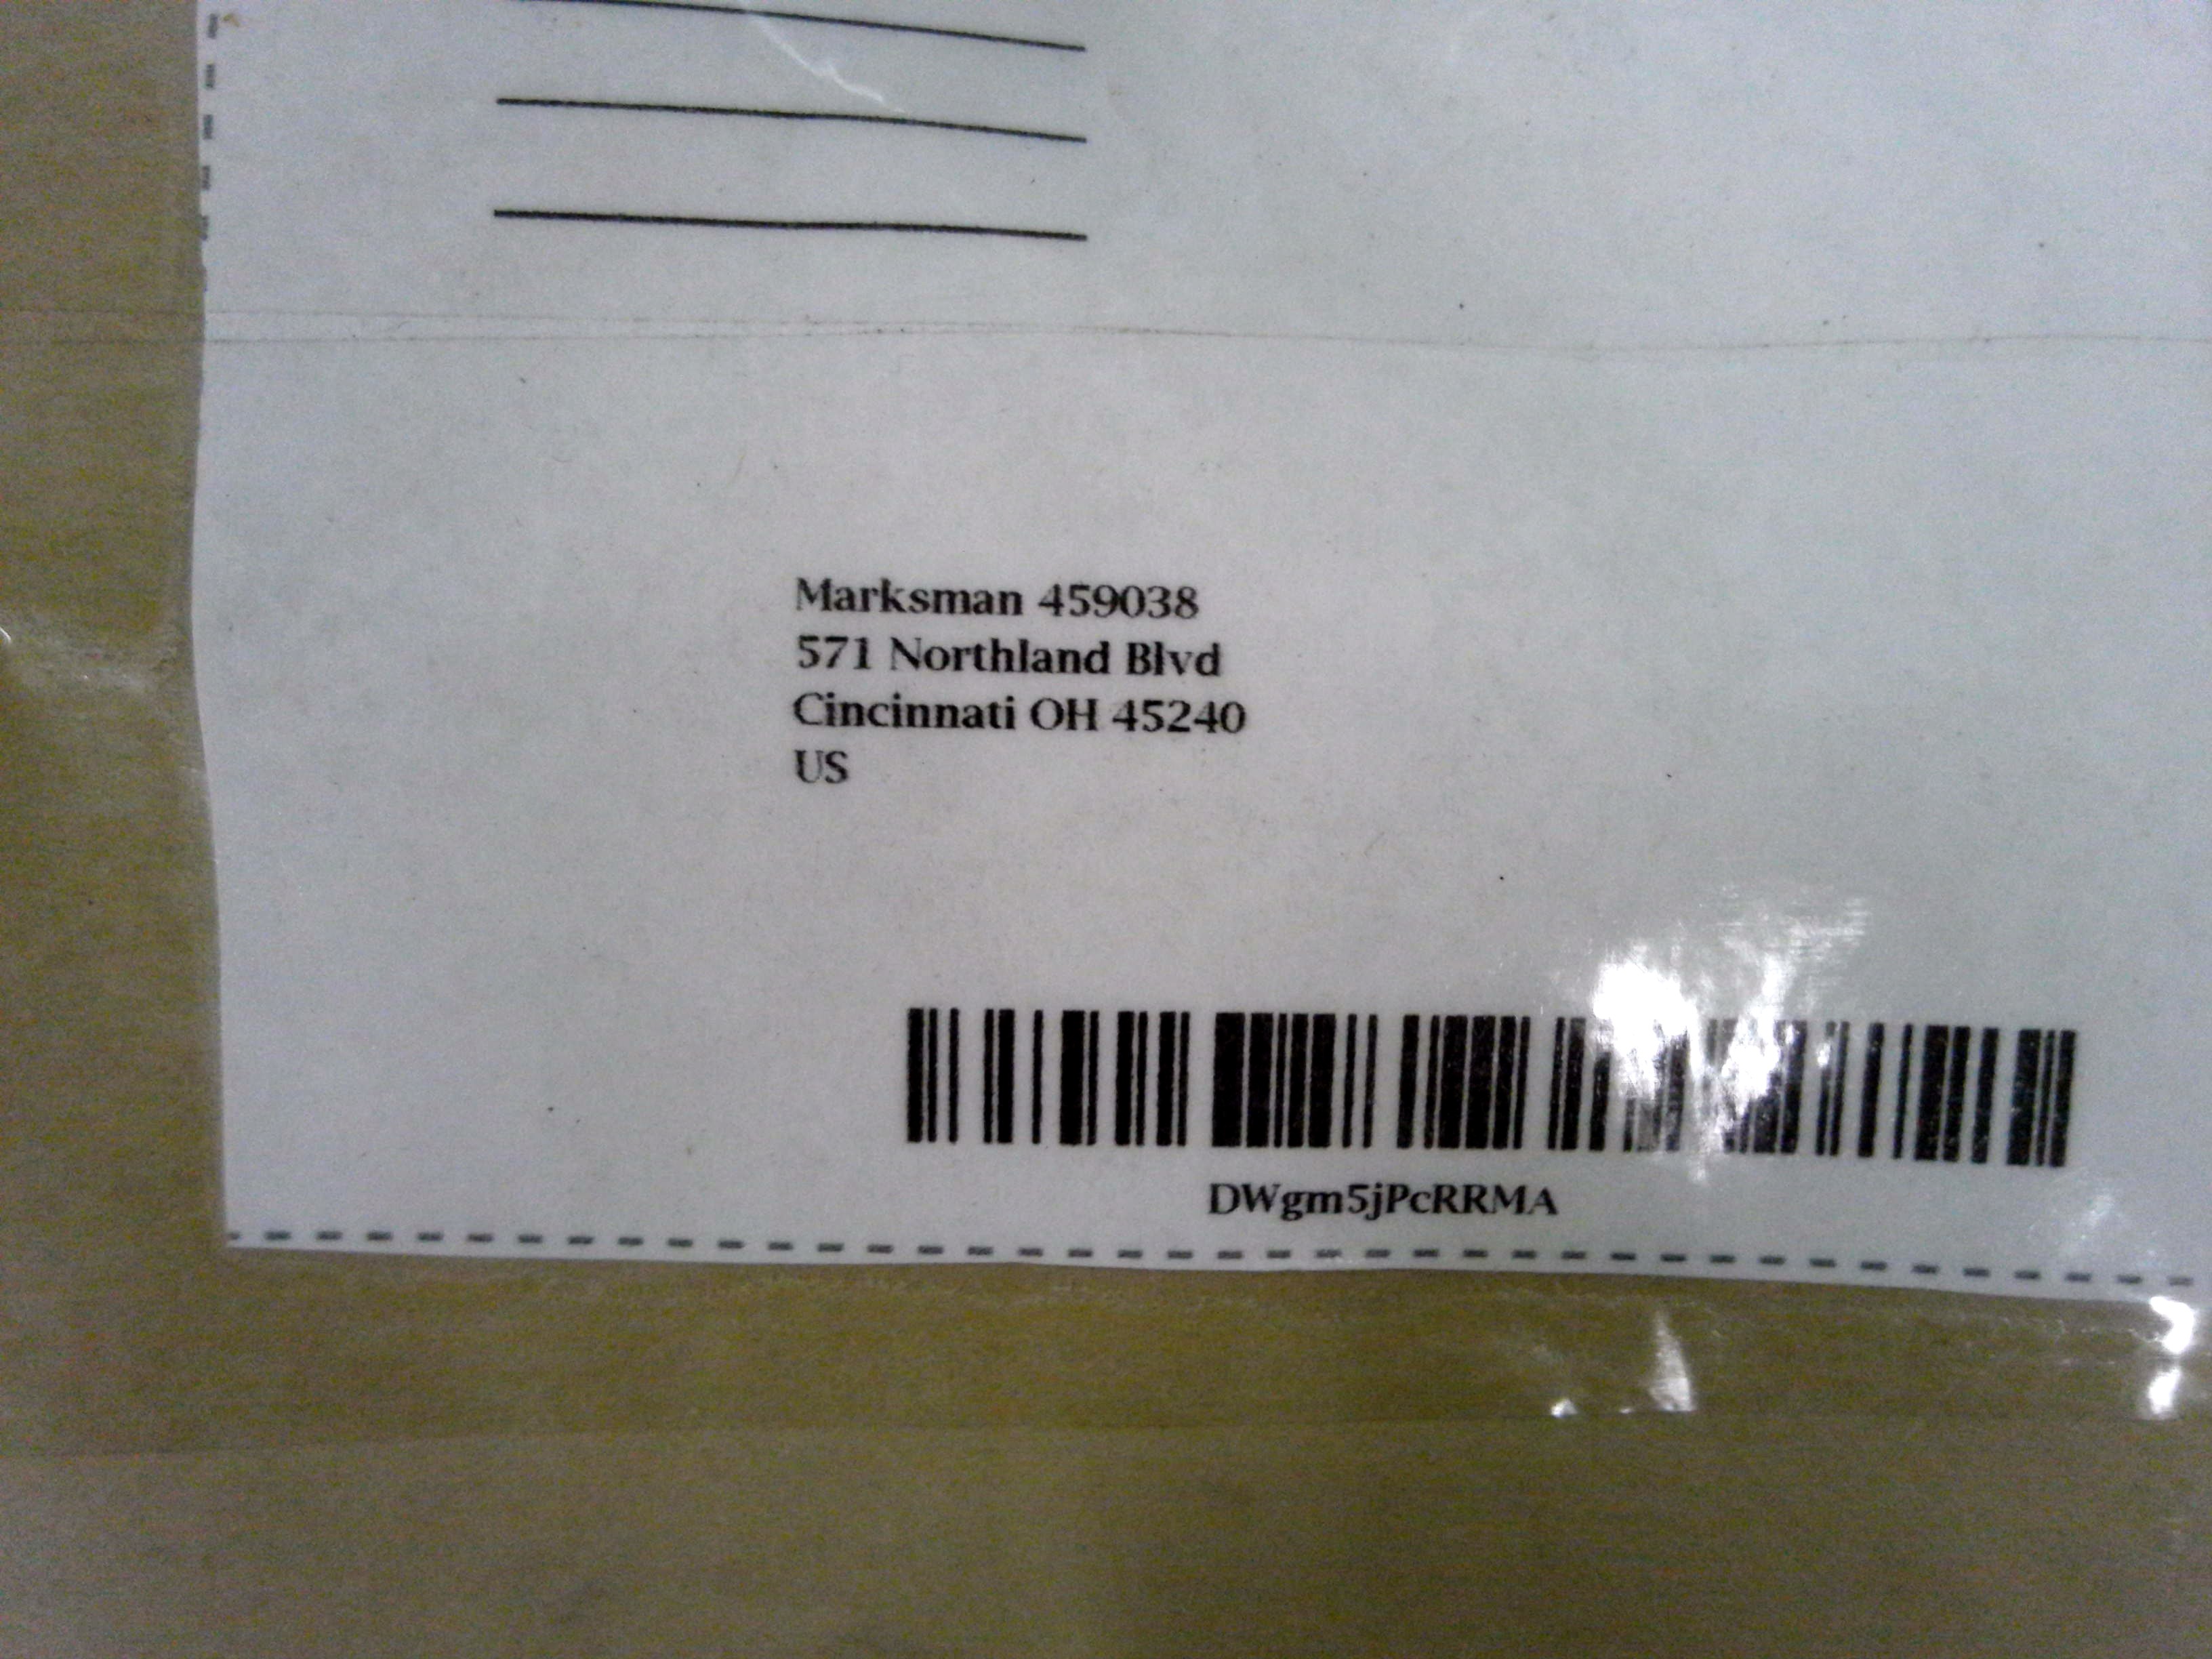 Marksman 459038
571 Northland Blvd
Cincinnati OH 45240
US
DWgm5jPcRRMA